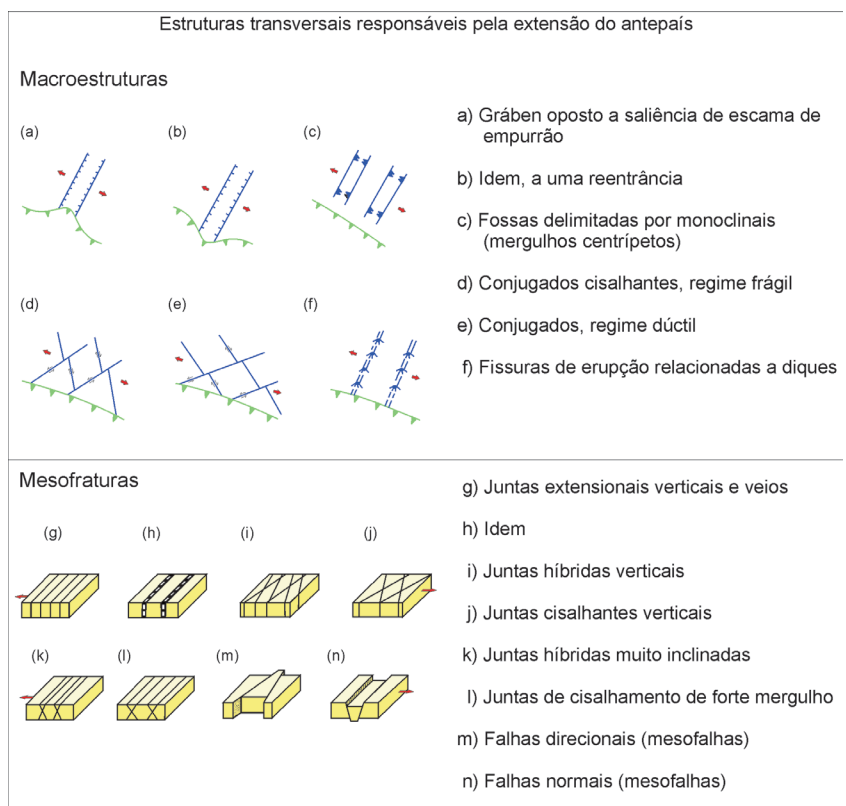 Estruturas transversais responsáveis pela extensão do antepaís
Macroestruturas
(a)
(b)
(c)
(d)
(e)
(f)
a) Gráben oposto a saliência de escama de
empurrão
b) Idem, a uma reentrância
c) Fossas delimitadas por monoclinais
(mergulhos centrípetos)
d) Conjugados cisalhantes, regime frágil
e) Conjugados, regime dúctil
f) Fissuras de erupção relacionadas a diques
Mesofraturas
(g)
(h)
(i)
(j)
(k)
(l)
(m)
(n)
g) Juntas extensionais verticais e veios
h) Idem
i) Juntas híbridas verticais
j) Juntas cisalhantes verticais
k) Juntas híbridas muito inclinadas
l) Juntas de cisalhamento de forte mergulho
m) Falhas direcionais (mesofalhas)
n) Falhas normais (mesofalhas)